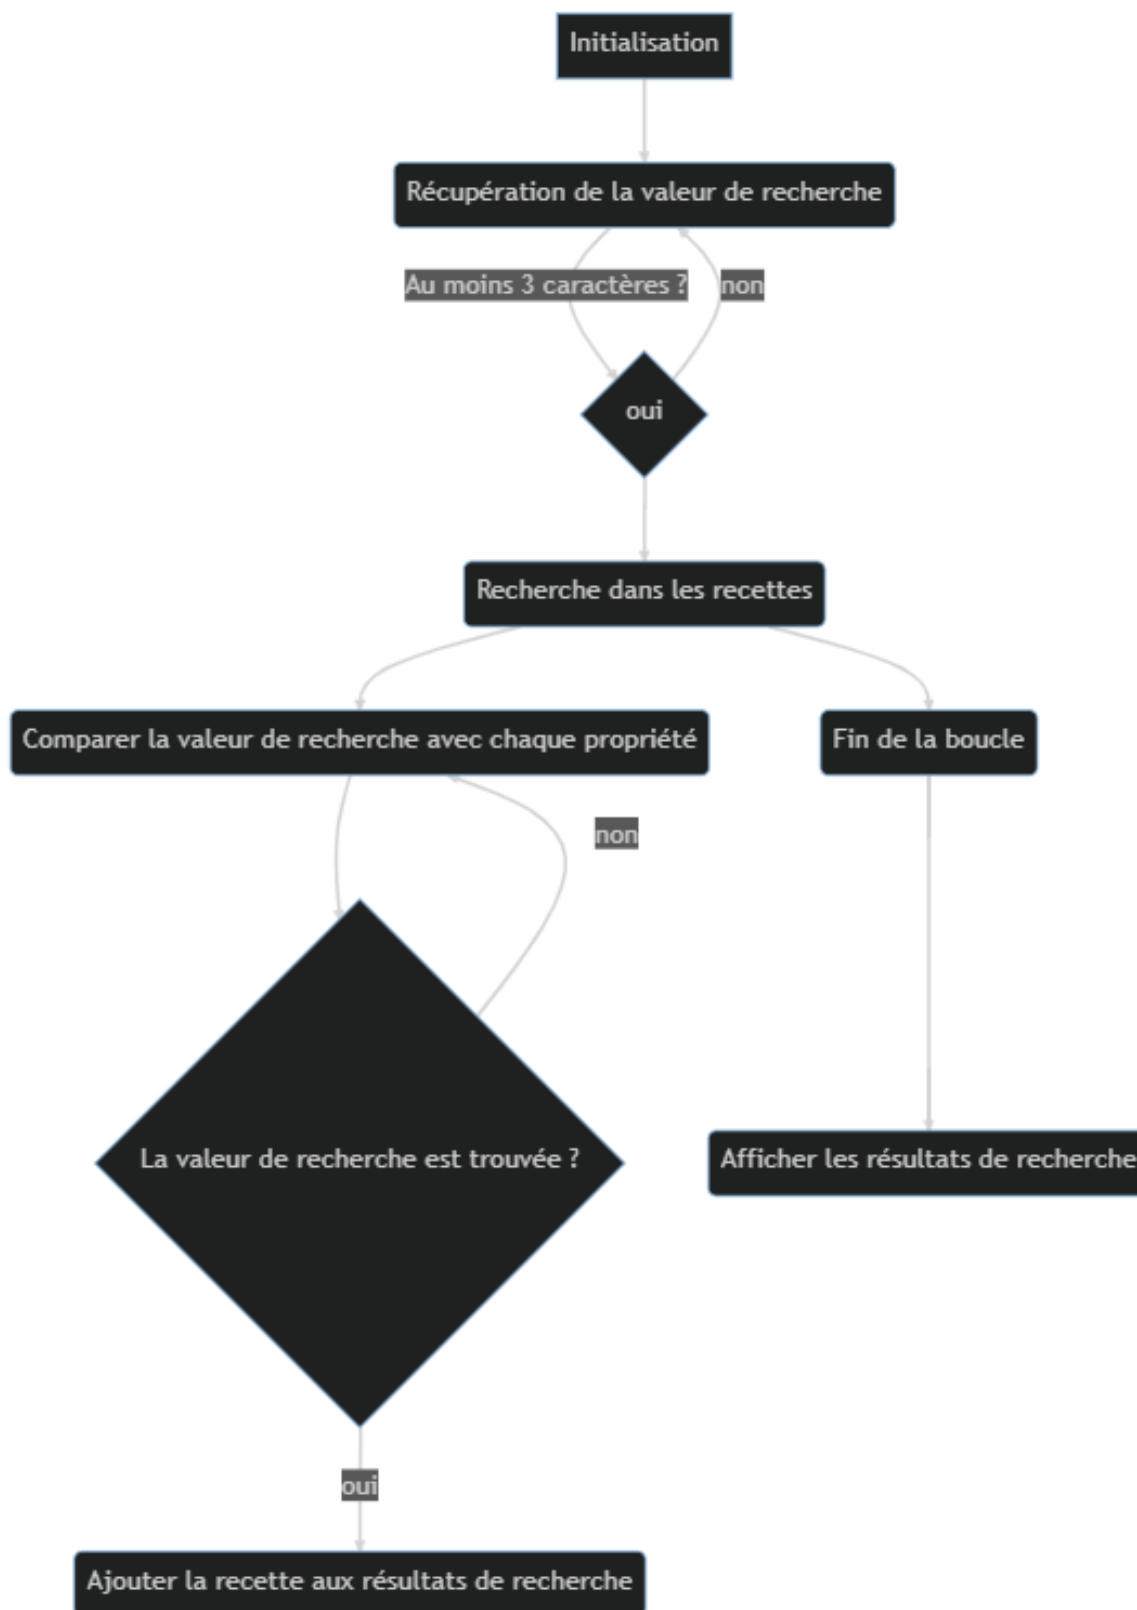 Initialisation
Récupération de la valeur de recherche
Au moins 3 caractères ?
non
oui
Recherche dans les recettes
Comparer la valeur de recherche avec chaque propriété
Fin de la boucle
non
La valeur de recherche est trouvée ?
Afficher les résultats de recherche
oui
Ajouter la recette aux résultats de recherche